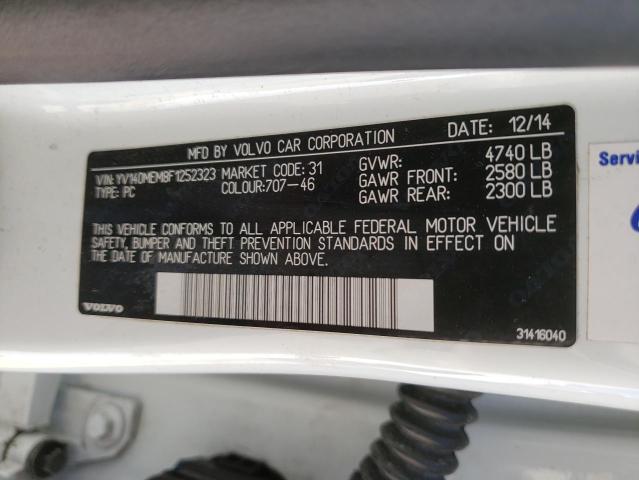 MFD BY VOLVO CAR CORPORATION DATE: 12/14
VIN: YV140MEM8F1252323 MARKET CODE: 31 GVWR: 4740 LB
TYPE: PC COLOUR: 707-46 GAWR FRONT: 2580 LB
GAWR REAR: 2300 LB
THIS VEHICLE CONFORMS TO ALL APPLICABLE FEDERAL MOTOR VEHICLE
SAFETY, BUMPER AND THEFT PREVENTION STANDARDS IN EFFECT ON
THE DATE OF MANUFACTURE SHOWN ABOVE.
VOLVO
31416040